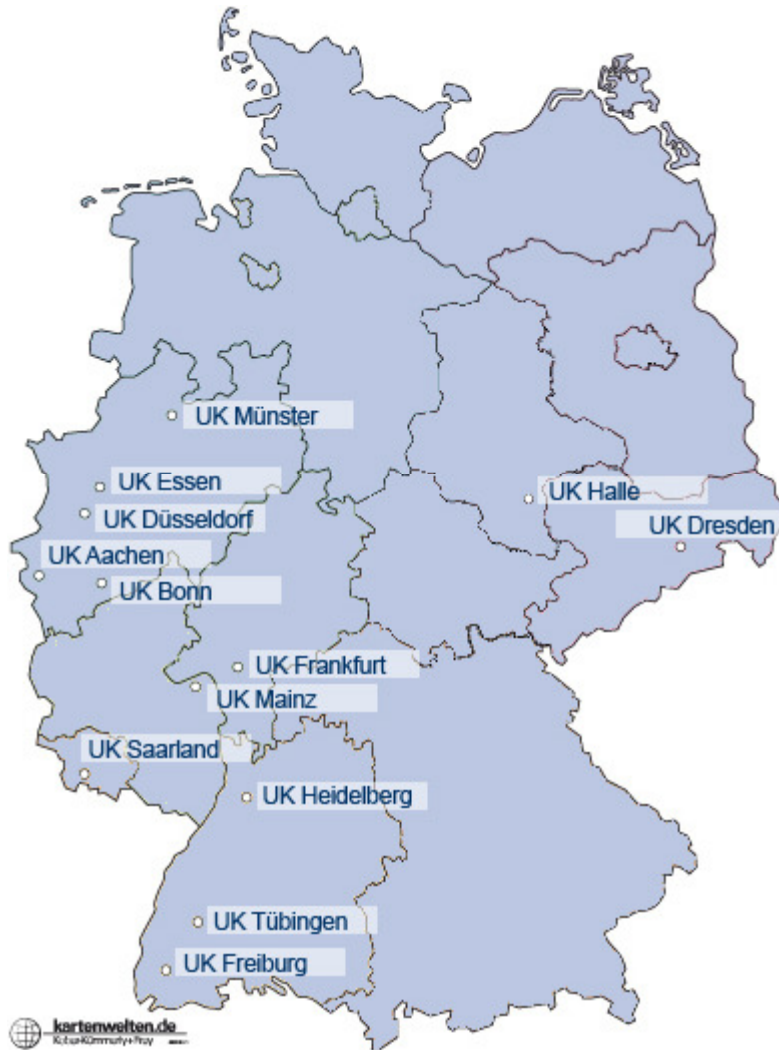 UK Münster
UK Essen
UK Halle
UK Düsseldorf
UK Dresden
UK Aachen
UK Bonn
UK Frankfurt
UK Mainz
UK Saarland
UK Heidelberg
UK Tübingen
UK Freiburg
kartenwelten.de